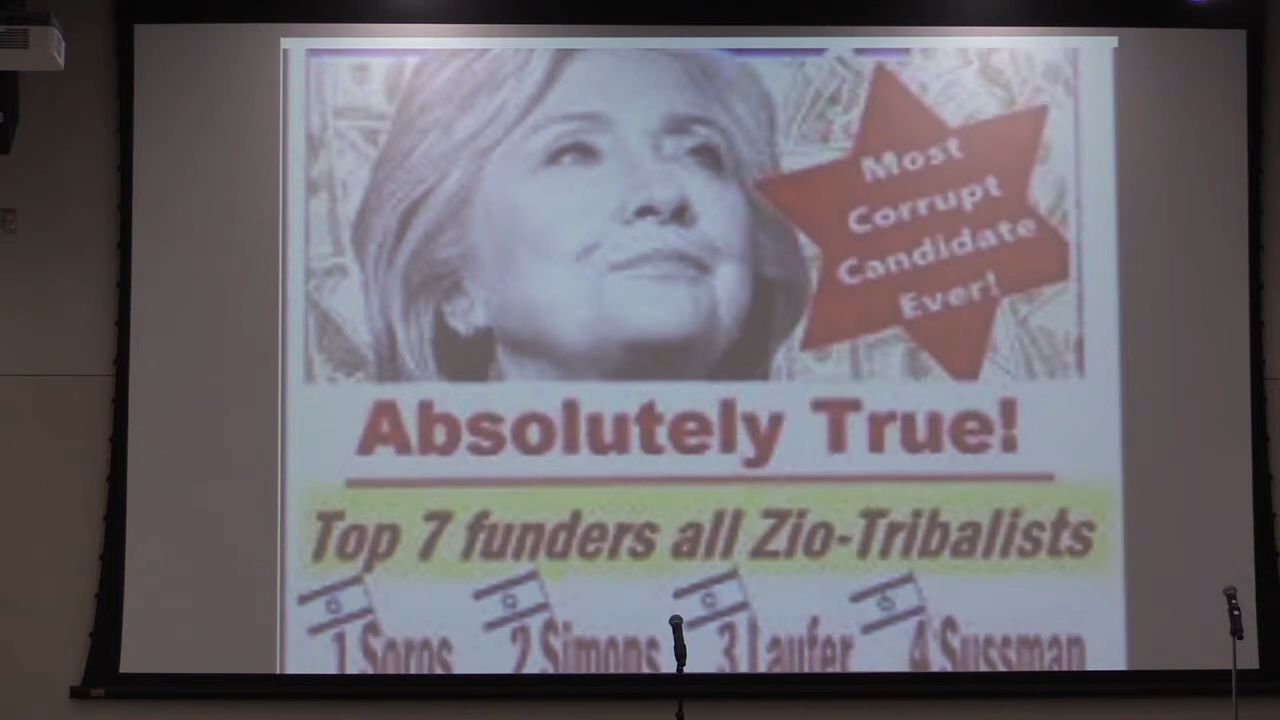 Most
Corrupt
Candidate
Ever!
Absolutely True!
Top 7 funders all Zio-Tribalists
1 Soros 2 Simons 3 Laufer 4 Sussman